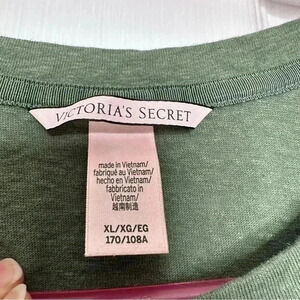 VICTORIA'S SECRET
made in Vietnam/
fabriqué au Vietnam/
hecho en Vietnam/
fabbricato in
Vietnam/
越南制造
XL/XG/EG
170/108A